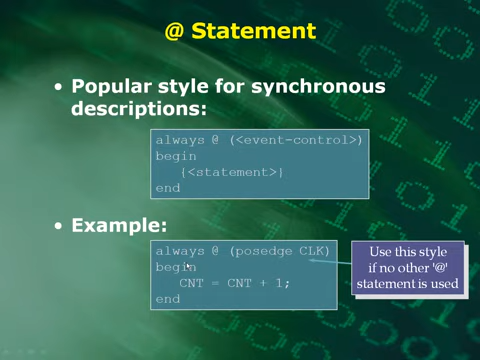 @ Statement
• Popular style for synchronous
descriptions:
always @ (<event-control>)
begin
{<statement>}
end
• Example:
always @ (posedge CLK)
begin
CNT = CNT + 1;
end
Use this style
if no other '@'
statement is used